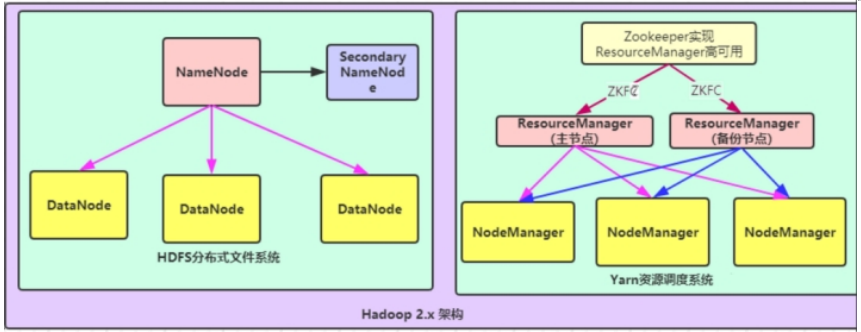 NameNode
Secondary
NameNod
e
DataNode
DataNode
DataNode
HDFS分布式文件系统
Zookeeper实现
ResourceManager高可用
ZKFC
ZKFC
ResourceManager
(主节点)
ResourceManager
(备份节点)
NodeManager
NodeManager
NodeManager
Yarn资源调度系统
Hadoop 2.x 架构